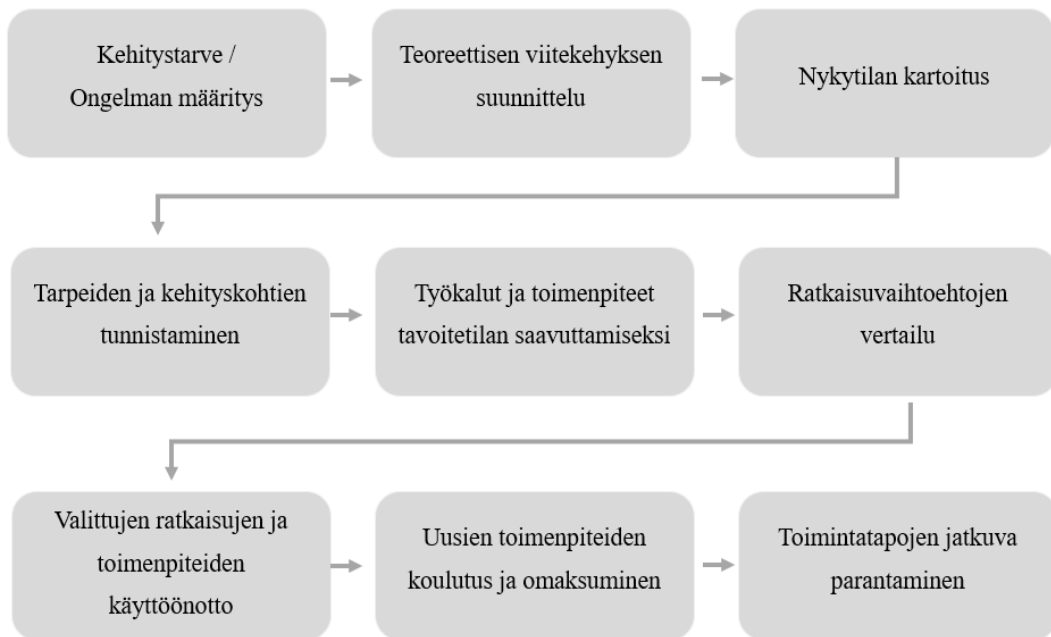 Kehitystarve /
Ongelman määritys
Teoreettisen viitekehyksen
suunnittelu
Nykytilan kartoitus
Tarpeiden ja kehityskohtien
tunnistaminen
Työkalut ja toimenpiteet
tavoitetilan saavuttamiseksi
Ratkaisuvaihtoehtojen
vertailu
Valittujen ratkaisujen ja
toimenpiteiden
käyttöönotto
Uusien toimenpiteiden
koulutus ja omaksuminen
Toimintatapojen jatkuva
parantaminen